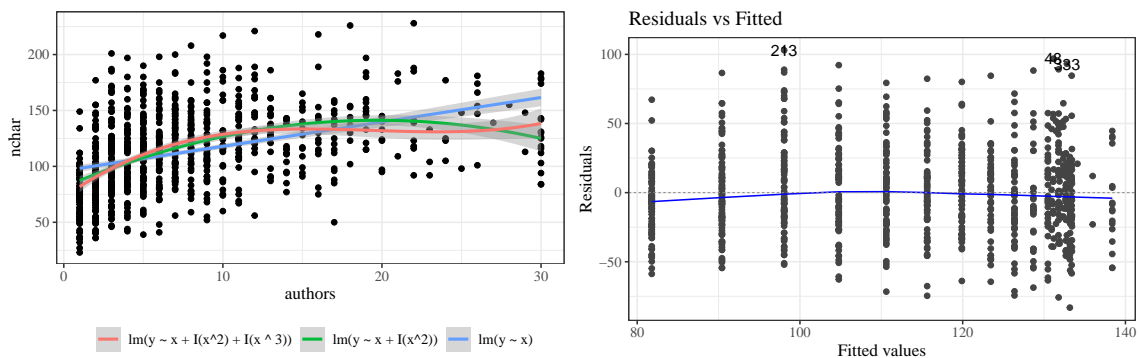 nchar
200
150
100
50
0
10
20
30
authors
lm(y ~ x + I(x^2) + I(x ^ 3))
lm(y ~ x + I(x^2))
lm(y ~ x)
Residuals vs Fitted
Residuals
100
50
0
−50
213
48
333
80
100
120
140
Fitted values